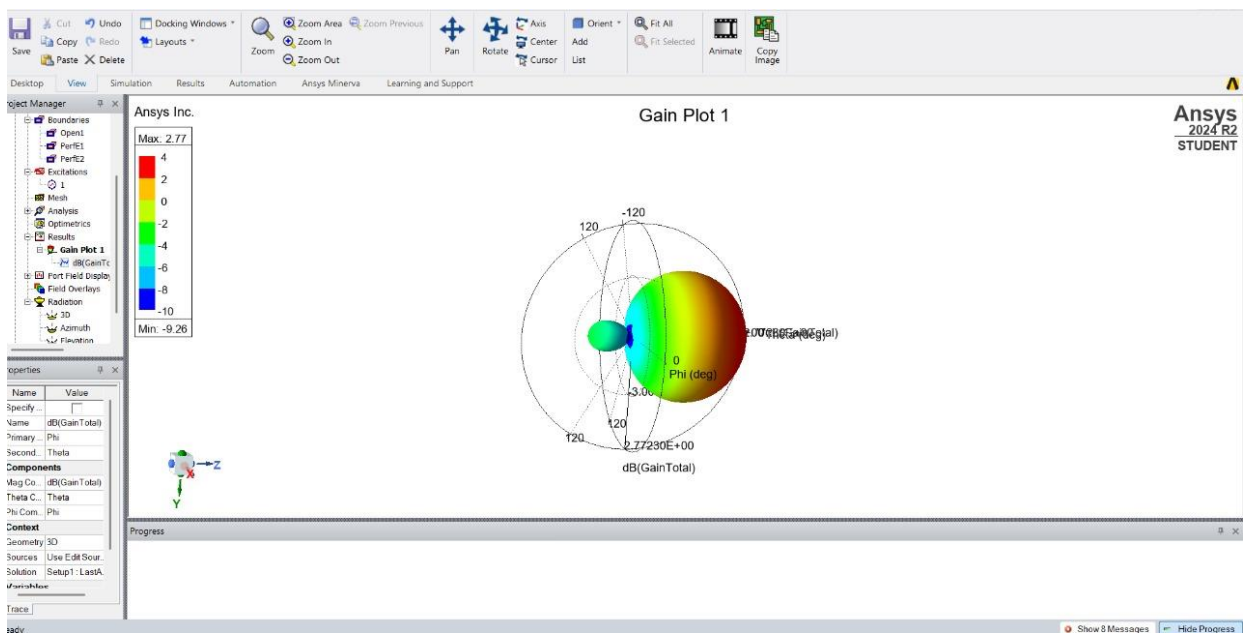 Save
Cut
Copy
Paste
Undo
Redo
Delete
Docking Windows
Layouts
Zoom
Zoom Area
Zoom In
Zoom Out
Zoom Previous
Pan
Rotate
Axis
Center
Cursor
Orient
Add
List
Fit All
Fit Selected
Animate
Copy Image
Desktop View Simulation Results Automation Ansys Minerva Learning and Support
roject Manager
Boundaries
Open1
PerfE1
PerfE2
Excitations
1
Mesh
Analysis
Optimetrics
Results
Gain Plot 1
dB(GainTc
Port Field Display
Field Overlays
Radiation
3D
Azimuth
Elevation
roperties
Name Value
Specify ...
Name dB(GainTotal)
Primary ... Phi
Second... Theta
Componen
Mag Co... dB(GainTotal)
Theta C... Theta
Phi Com... Phi
Context
Geometry 3D
Sources Use Edit Sour..
Solution Setup1 : LastA.
Variables
Trace
eady
Ansys Inc.
Max: 2.77
4
2
0
-2
-4
-6
-8
-10
Min: -9.26
Gain Plot 1
Ansys
2024 R2
STUDENT
-120
120
0
Phi (deg)
-3.00
120
120
2.77230E+00
dB(GainTotal)
Theta (deg)
Z
X
Y
Progress
Show 8 Messages
Hide Progress